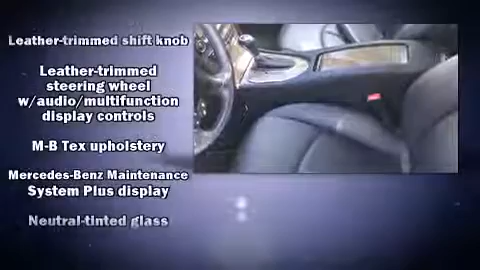 Leather-trimmed shift knob
Leather-trimmed
steering wheel
w/audio/multifunction
display controls
M-B Tex upholstery
Mercedes-Benz Maintenance
System Plus display
Neutral-tinted glass